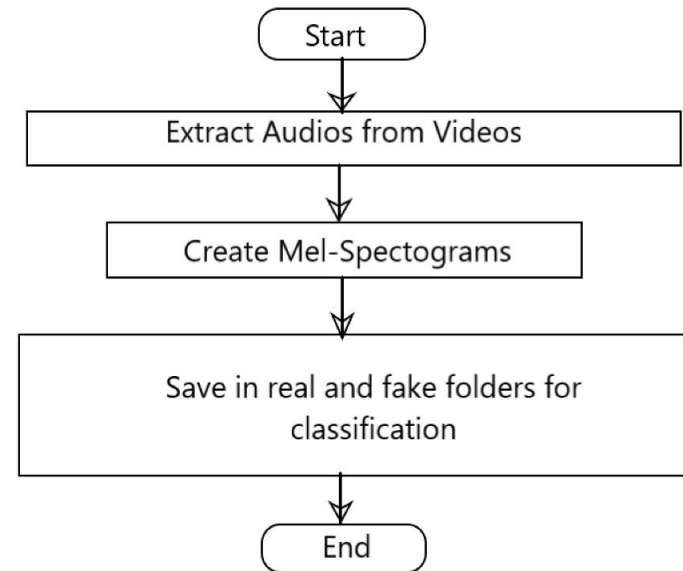 Start
Extract Audios from Videos
Create Mel-Spectograms
Save in real and fake folders for
classification
End